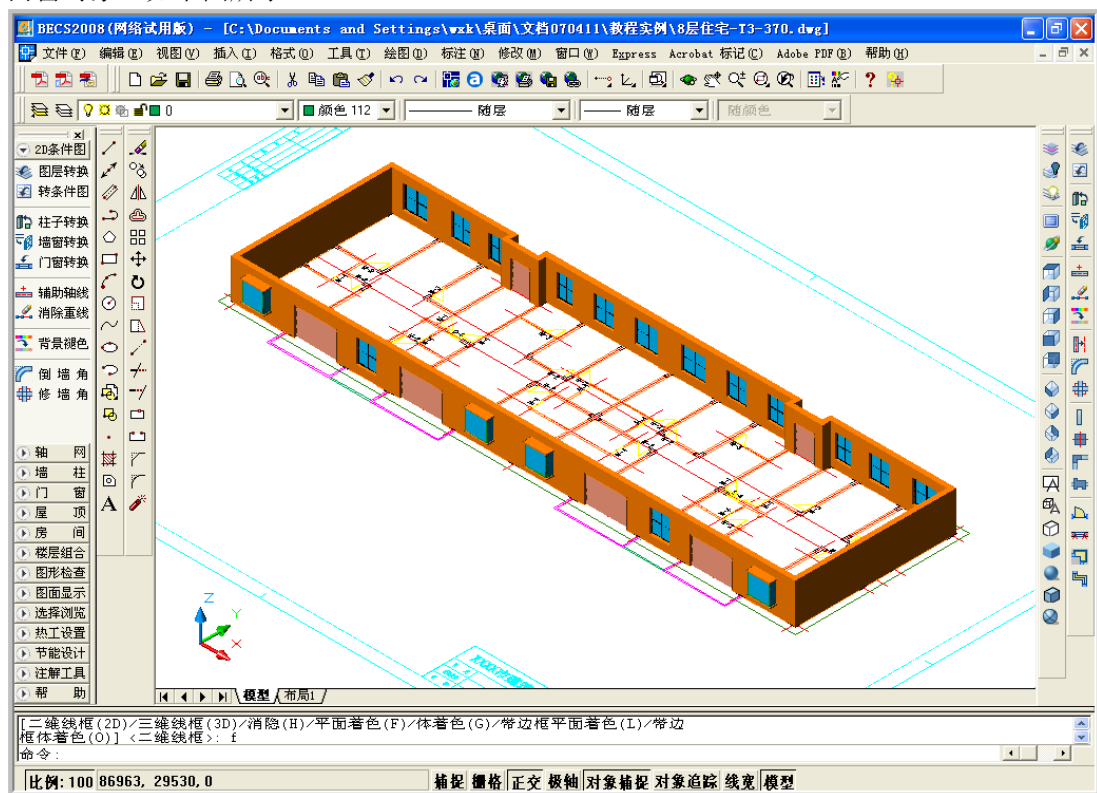 BECS2008(网络试用版) - [C:\Documents and Settings\wxk\桌面\文档070411\教程实例\8层住宅-T3-370.dwg]
文件(F) 编辑(E) 视图(V) 插入(I) 格式(O) 工具(T) 绘图(D) 标注(N) 修改(M) 窗口(W) Express Acrobat 标记(C) Adobe PDF(B) 帮助(H)
0 颜色 112 随层 随层 随颜色
2D条件图
图层转换
转条件图
柱子转换
墙窗转换
门窗转换
辅助轴线
消除重线
背景褪色
倒 墙 角
修 墙 角
轴 网
墙 柱
门 窗
屋 顶
房 间
楼层组合
图形检查
图面显示
选择浏览
热工设置
节能设计
注解工具
帮 助
A
Z
Y
X
模型 布局1
[二维线框(2D)/三维线框(3D)/消隐(H)/平面着色(F)/体着色(G)/带边框平面着色(L)/带边
框体着色(O)] <二维线框>: f
命令:
比例: 100 86963, 29530, 0 捕捉 栅格 正交 极轴 对象捕捉 对象追踪 线宽 模型